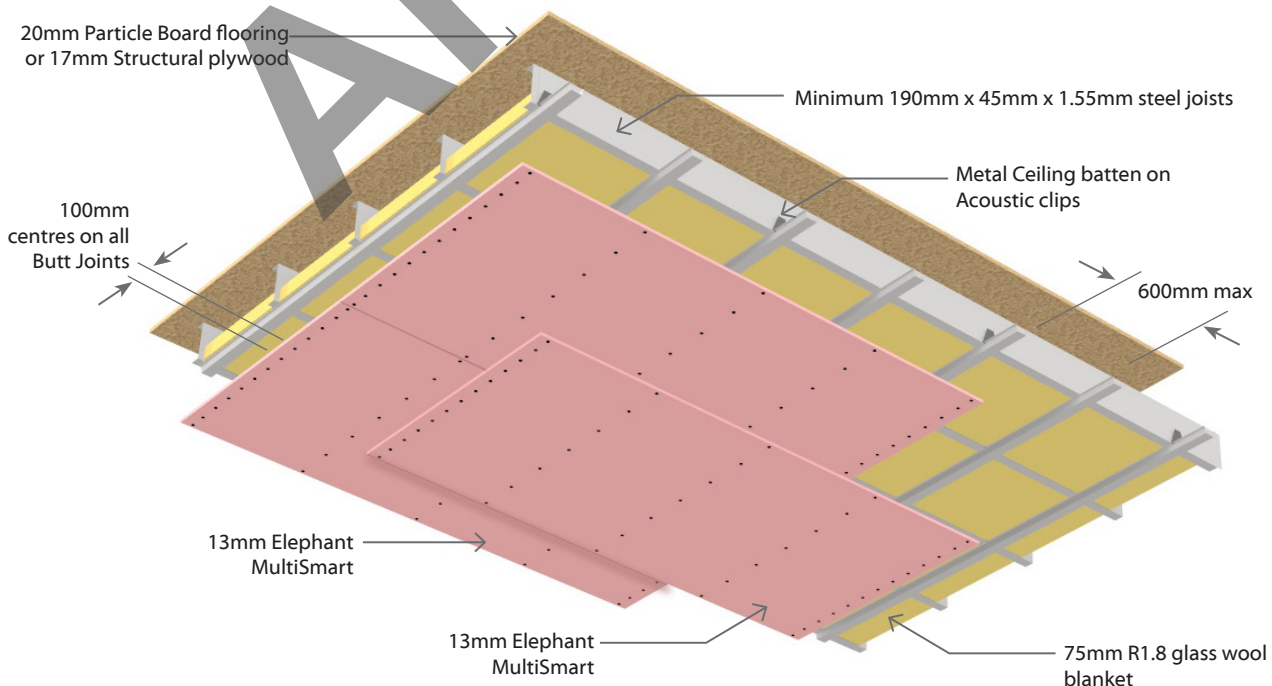 20mm Particle Board flooring
or 17mm Structural plywood
Minimum 190mm x 45mm x 1.55mm steel joists
Metal Ceiling batten on
Acoustic clips
100mm
centres on all
Butt Joints
600mm max
13mm Elephant
MultiSmart
13mm Elephant
MultiSmart
75mm R1.8 glass wool
blanket